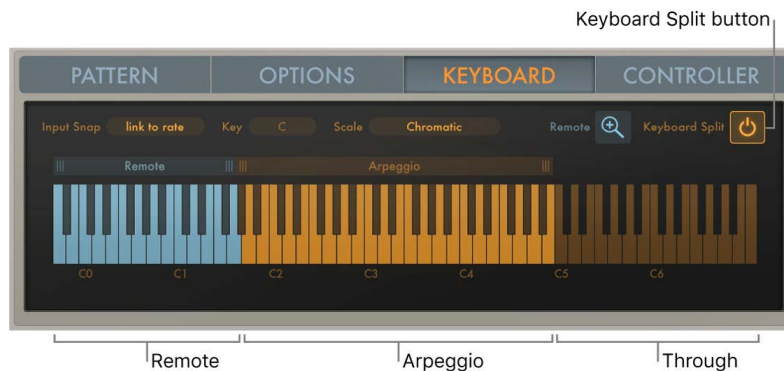 Keyboard Split button
PATTERN OPTIONS KEYBOARD CONTROLLER
Input Snap link to rate Key C Scale Chromatic Remote Keyboard Split
Remote Arpeggio
C0 C1 C2 C3 C4 C5 C6
Remote Arpeggio Through